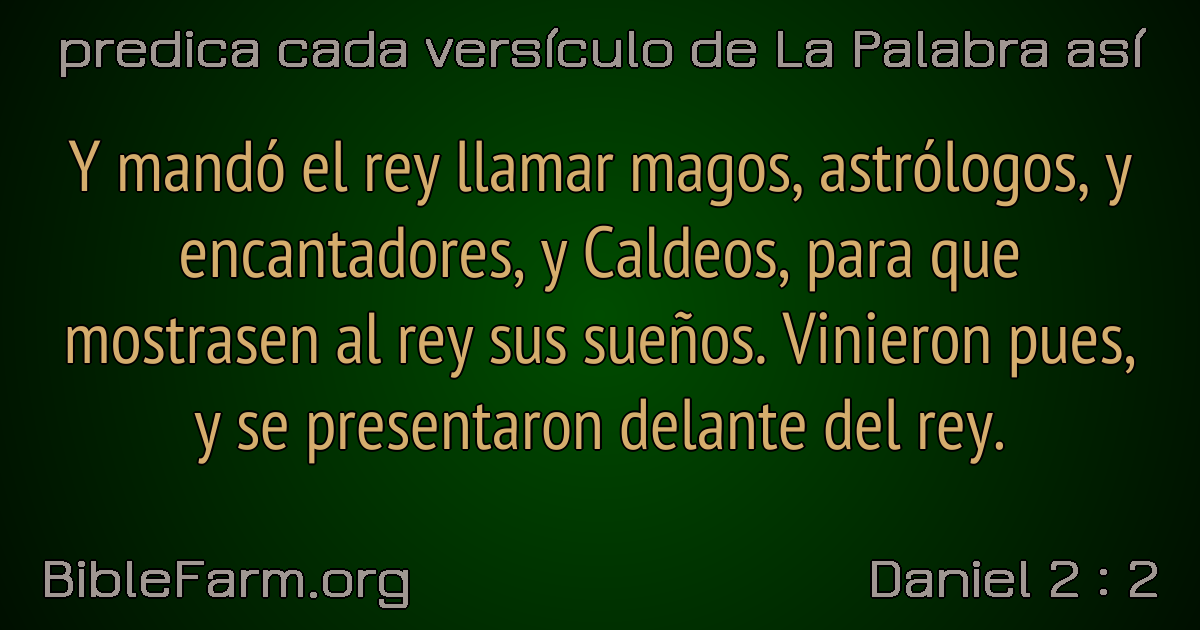 predica cada versículo de La Palabra así
Y mandó el rey llamar magos, astrólogos, y
encantadores, y Caldeos, para que
mostrasen al rey sus sueños. Vinieron pues,
y se presentaron delante del rey.
BibleFarm.org
Daniel 2 : 2